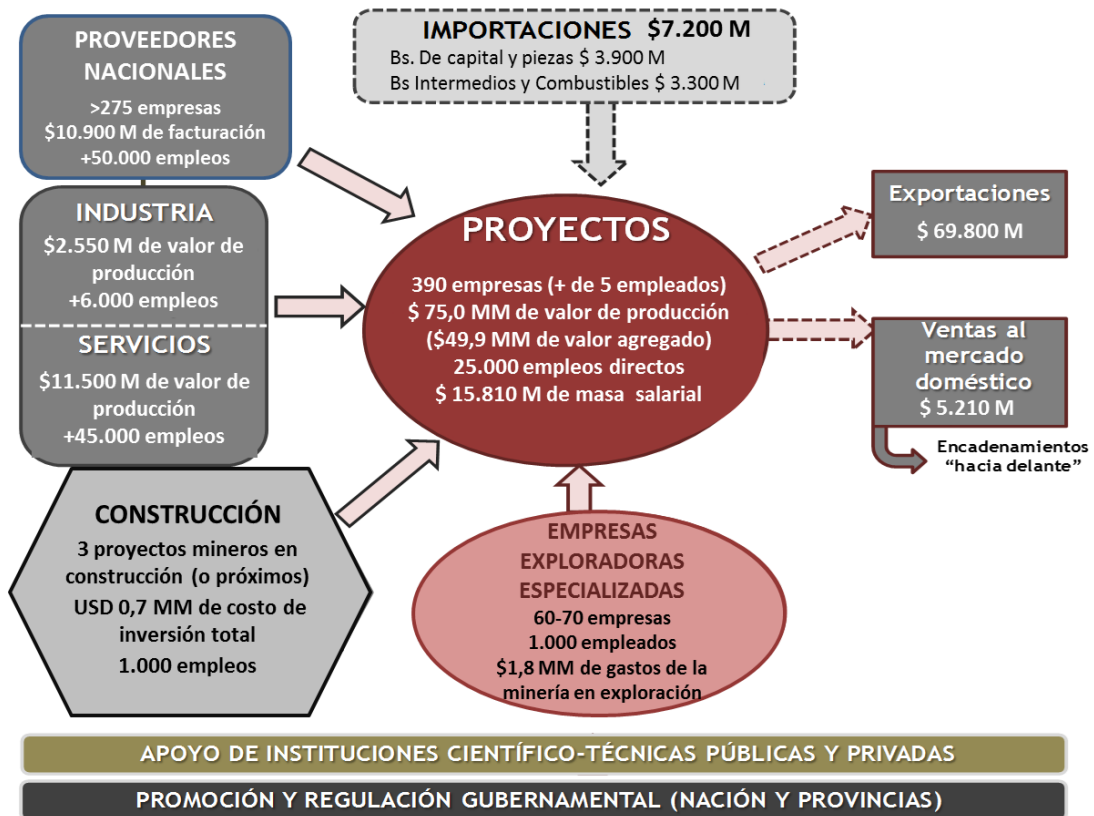 PROVEEDORES
NACIONALES
>275 empresas
$10.900 M de facturación
+50.000 empleos
IMPORTACIONES $7.200 M
Bs. De capital y piezas $ 3.900 M
Bs Intermedios y Combustibles $ 3.300 M
INDUSTRIA
$2.550 M de valor de
producción
+6.000 empleos
SERVICIOS
$11.500 M de valor de
producción
+45.000 empleos
PROYECTOS
390 empresas (+ de 5 empleados)
$ 75,0 MM de valor de producción
($49,9 MM de valor agregado)
25.000 empleos directos
$ 15.810 M de masa salarial
Exportaciones
$ 69.800 M
Ventas al
mercado
doméstico
$ 5.210 M
Encadenamientos
“hacia delante”
CONSTRUCCIÓN
3 proyectos mineros en
construcción (o próximos)
USD 0,7 MM de costo de
inversión total
1.000 empleos
EMPRESAS
EXPLORADORAS
ESPECIALIZADAS
60-70 empresas
1.000 empleados
$1,8 MM de gastos de la
minería en exploración
APOYO DE INSTITUCIONES CIENTÍFICO-TÉCNICAS PÚBLICAS Y PRIVADAS
PROMOCIÓN Y REGULACIÓN GUBERNAMENTAL (NACIÓN Y PROVINCIAS)